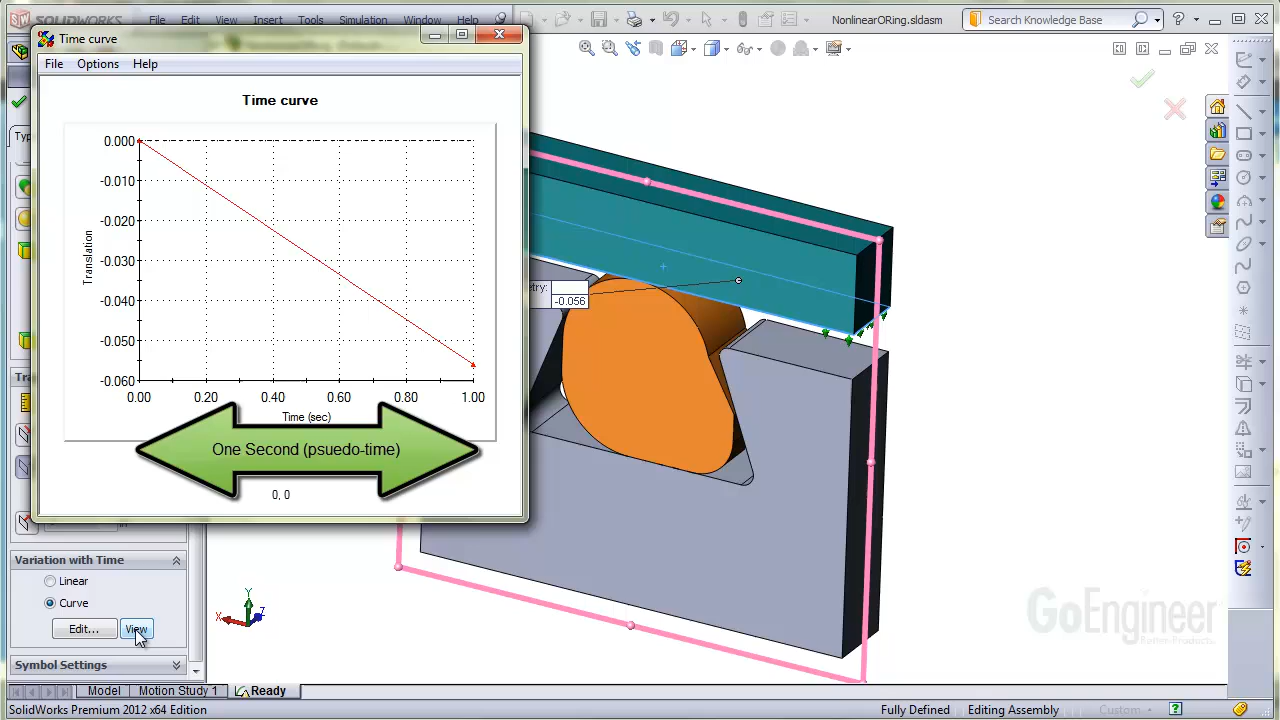 SOLIDWORKS
File Edit View Insert Tools Simulation Window Help
NonlinearORing.sldasm
Search Knowledge Base
Time curve
File Options Help
Time curve
0.000
-0.010
-0.020
-0.030
-0.040
-0.050
-0.060
Translation
0.00 0.20 0.40 0.60 0.80 1.00
Time (sec)
One Second (psuedo-time)
0, 0
etry:
-0.056
Variation with Time
Linear
Curve
Edit... View
Symbol Settings
Y
X
Z
GoEngineer
Model Motion Study 1 Ready
SolidWorks Premium 2012 x64 Edition
Fully Defined Editing Assembly Custom